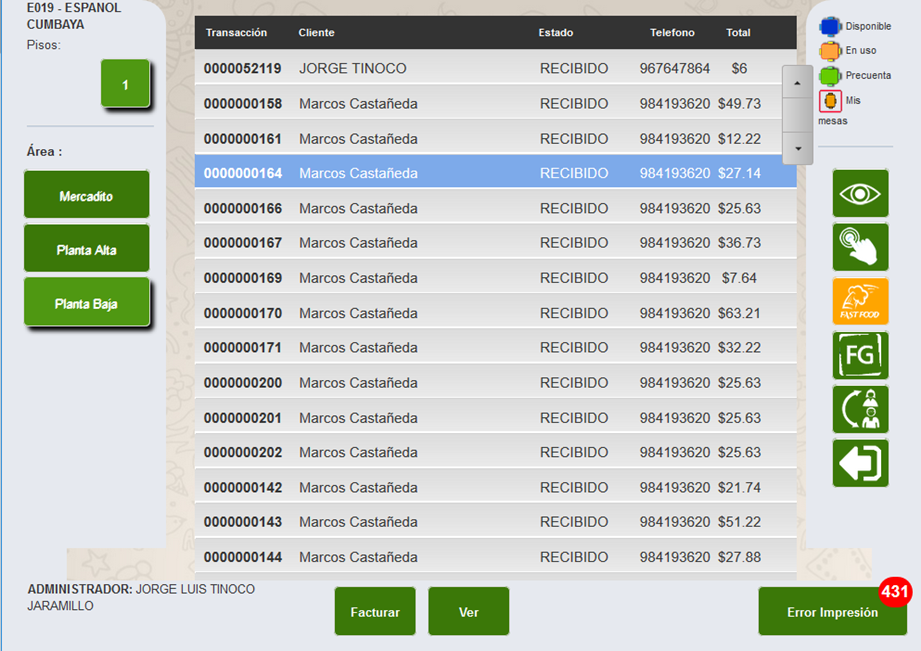 E019 - ESPAÑOL
CUMBAYA
Pisos:
1
Área :
Mercadito
Planta Alta
Planta Baja
Transacción Cliente Estado Telefono Total
0000052119 JORGE TINOCO RECIBIDO 967647864 $6
0000000158 Marcos Castañeda RECIBIDO 984193620 $49.73
0000000161 Marcos Castañeda RECIBIDO 984193620 $12.22
0000000164 Marcos Castañeda RECIBIDO 984193620 $27.14
0000000166 Marcos Castañeda RECIBIDO 984193620 $25.63
0000000167 Marcos Castañeda RECIBIDO 984193620 $36.73
0000000169 Marcos Castañeda RECIBIDO 984193620 $7.64
0000000170 Marcos Castañeda RECIBIDO 984193620 $63.21
0000000171 Marcos Castañeda RECIBIDO 984193620 $32.22
0000000200 Marcos Castañeda RECIBIDO 984193620 $25.63
0000000201 Marcos Castañeda RECIBIDO 984193620 $25.63
0000000202 Marcos Castañeda RECIBIDO 984193620 $25.63
0000000142 Marcos Castañeda RECIBIDO 984193620 $21.74
0000000143 Marcos Castañeda RECIBIDO 984193620 $51.22
0000000144 Marcos Castañeda RECIBIDO 984193620 $27.88
Disponible
En uso
Precuenta
Mis
mesas
FAST FOOD
FG
ADMINISTRADOR: JORGE LUIS TINOCO
JARAMILLO
Facturar
Ver
Error Impresión
431